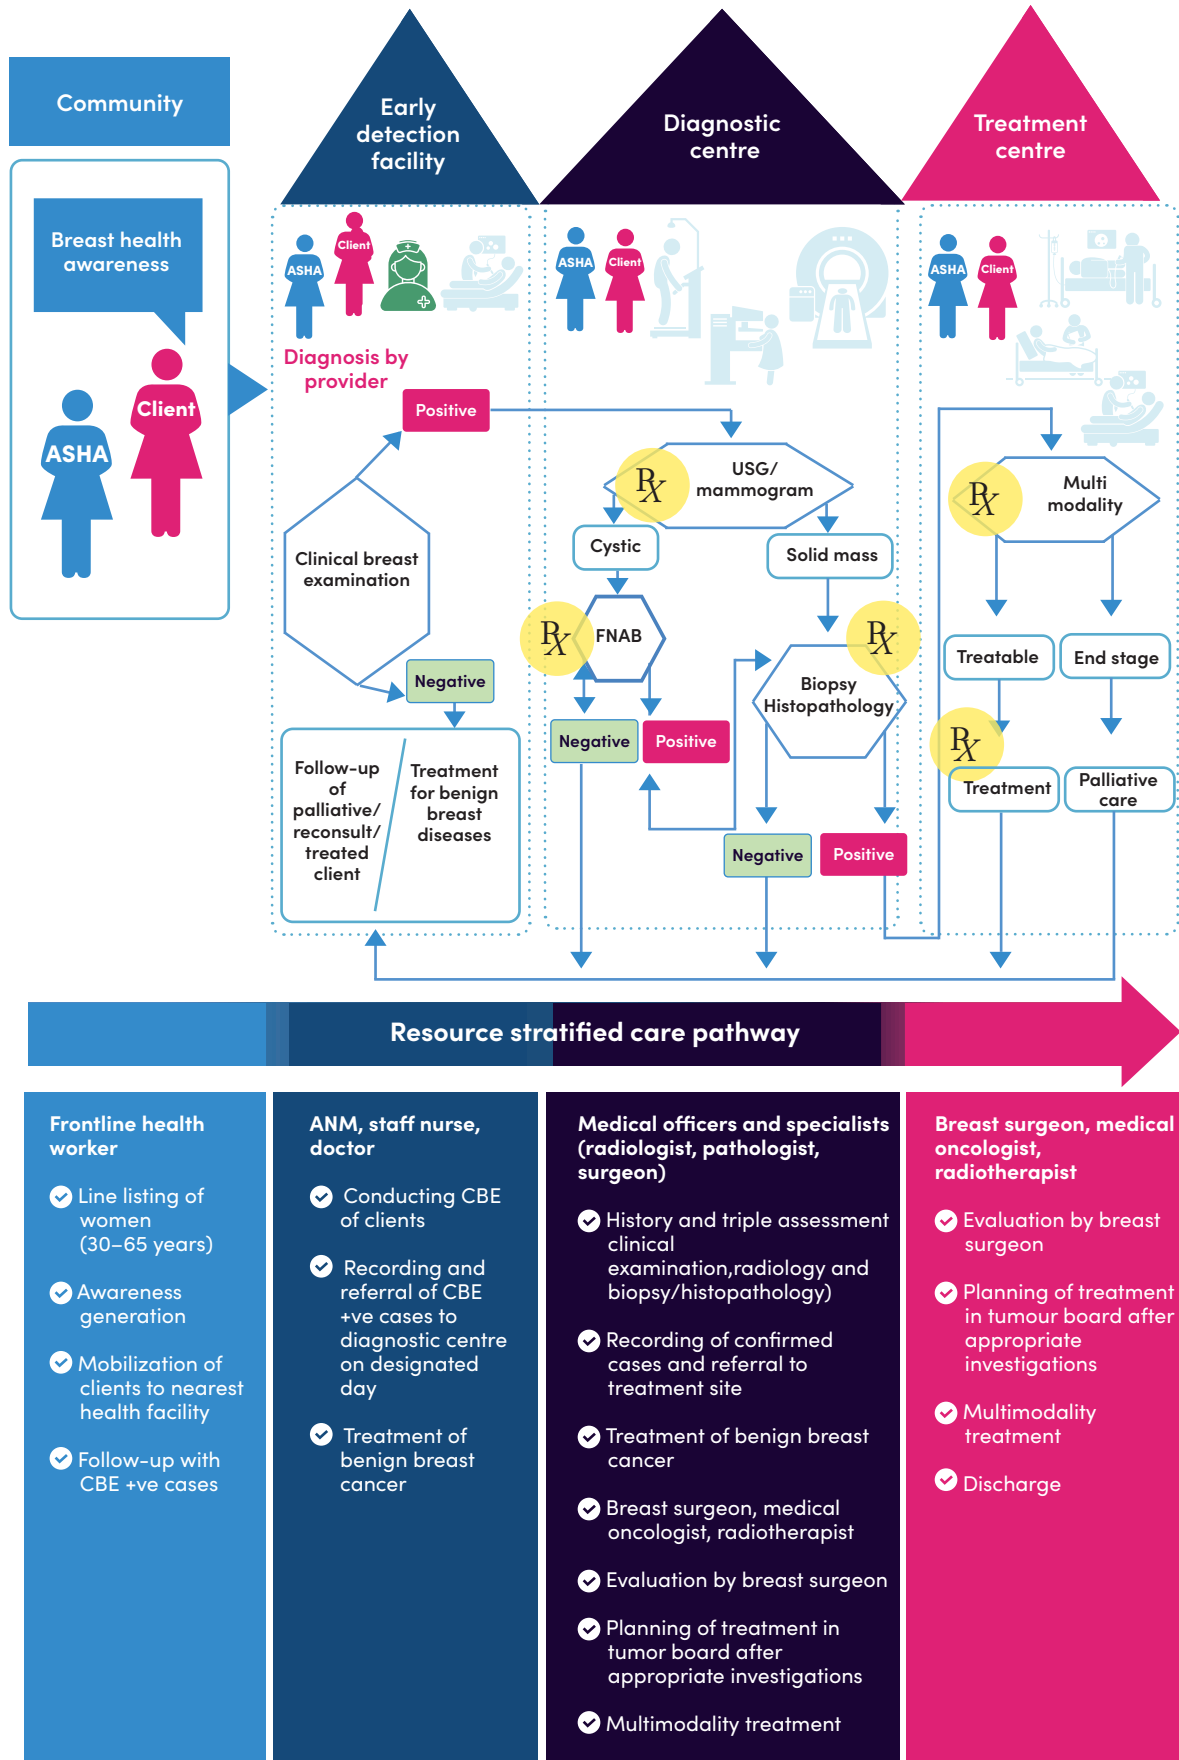 Community
Early
detection
facility
Diagnostic
centre
Treatment
centre
Breast health
awareness
ASHA
Client
ASHA
Client
ASHA
Client
ASHA
Client
Diagnosis by
provider
Positive
Clinical breast
examination
Negative
Follow-up
of
palliative/
reconsult/
treated
client
Treatment
for benign
breast
diseases
Rx
USG/
mammogram
Cystic
Solid mass
Rx
FNAB
Negative
Positive
Rx
Biopsy
Histopathology
Negative
Positive
Rx
Multi
modality
Treatable
End stage
Rx
Treatment
Palliative
care
Resource stratified care pathway
Frontline health
worker
Line listing of
women
(30–65 years)
Awareness
generation
Mobilization of
clients to nearest
health facility
Follow-up with
CBE +ve cases
ANM, staff nurse,
doctor
Conducting CBE
of clients
Recording and
referral of CBE
+ve cases to
diagnostic centre
on designated
day
Treatment of
benign breast
cancer
Medical officers and specialists
(radiologist, pathologist,
surgeon)
History and triple assessment
clinical
examination,radiology and
biopsy/histopathology)
Recording of confirmed
cases and referral to
treatment site
Treatment of benign breast
cancer
Breast surgeon, medical
oncologist, radiotherapist
Evaluation by breast surgeon
Planning of treatment in
tumor board after
appropriate investigations
Multimodality treatment
Breast surgeon, medical
oncologist,
radiotherapist
Evaluation by breast
surgeon
Planning of treatment
in tumour board after
appropriate
investigations
Multimodality
treatment
Discharge